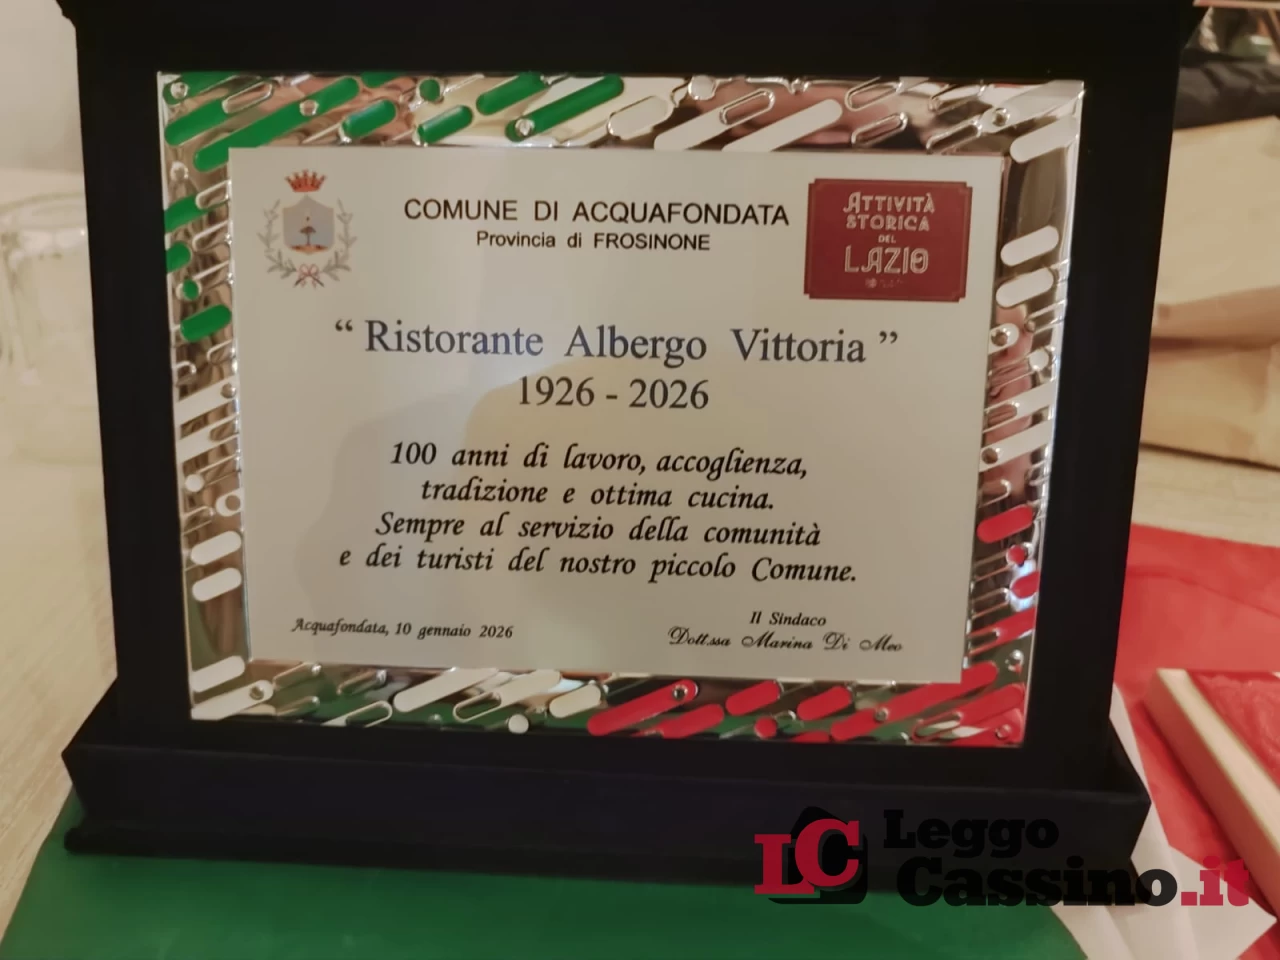 COMUNE DI ACQUAFONDATA
Provincia di FROSINONE
ATTIVITÀ
STORICA
DEL
LAZIO
“ Ristorante Albergo Vittoria ”
1926 - 2026
100 anni di lavoro, accoglienza,
tradizione e ottima cucina.
Sempre al servizio della comunità
e dei turisti del nostro piccolo Comune.
Acquafondata, 10 gennaio 2026
Il Sindaco
Dott.ssa Marina Di Meo
LC Leggo
Cassino.it